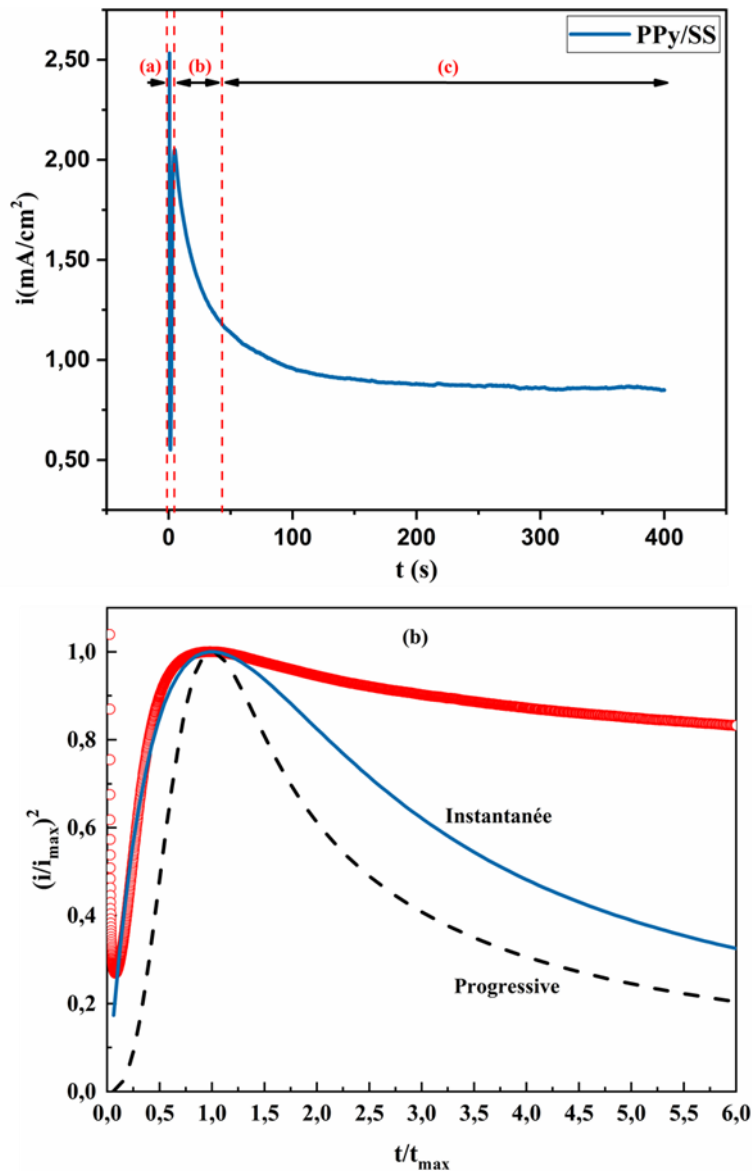 PPy/SS
(a) (b) (c)
2,50
2,00
1,50
1,00
0,50
i(mA/cm²)
0 100 200 300 400
t (s)
(b)
1,0
0,8
0,6
0,4
0,2
0,0
(i/i_max)²
Instantanée
Progressive
0,0 0,5 1,0 1,5 2,0 2,5 3,0 3,5 4,0 4,5 5,0 5,5 6,0
t/t_max